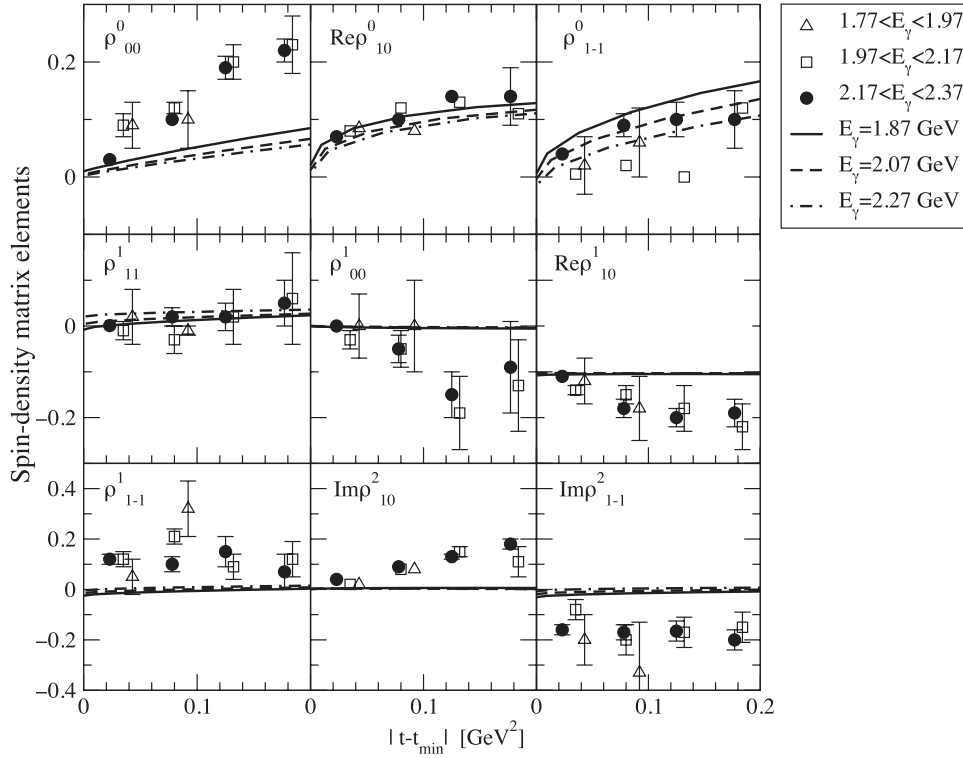 ρ⁰₀₀
Reρ⁰₁₀
ρ⁰₁₋₁
0.2
0
ρ¹₁₁
ρ¹₀₀
Reρ¹₁₀
0
−0.2
ρ¹₁₋₁
Imρ²₁₀
Imρ²₁₋₁
0.4
0.2
0
−0.2
−0.4
0 0.1 0 0.1 0 0.1 0.2
| t-t_min | [GeV²]
Spin-density matrix elements
1.77<E_γ<1.97
1.97<E_γ<2.17
2.17<E_γ<2.37
E_γ=1.87 GeV
E_γ=2.07 GeV
E_γ=2.27 GeV